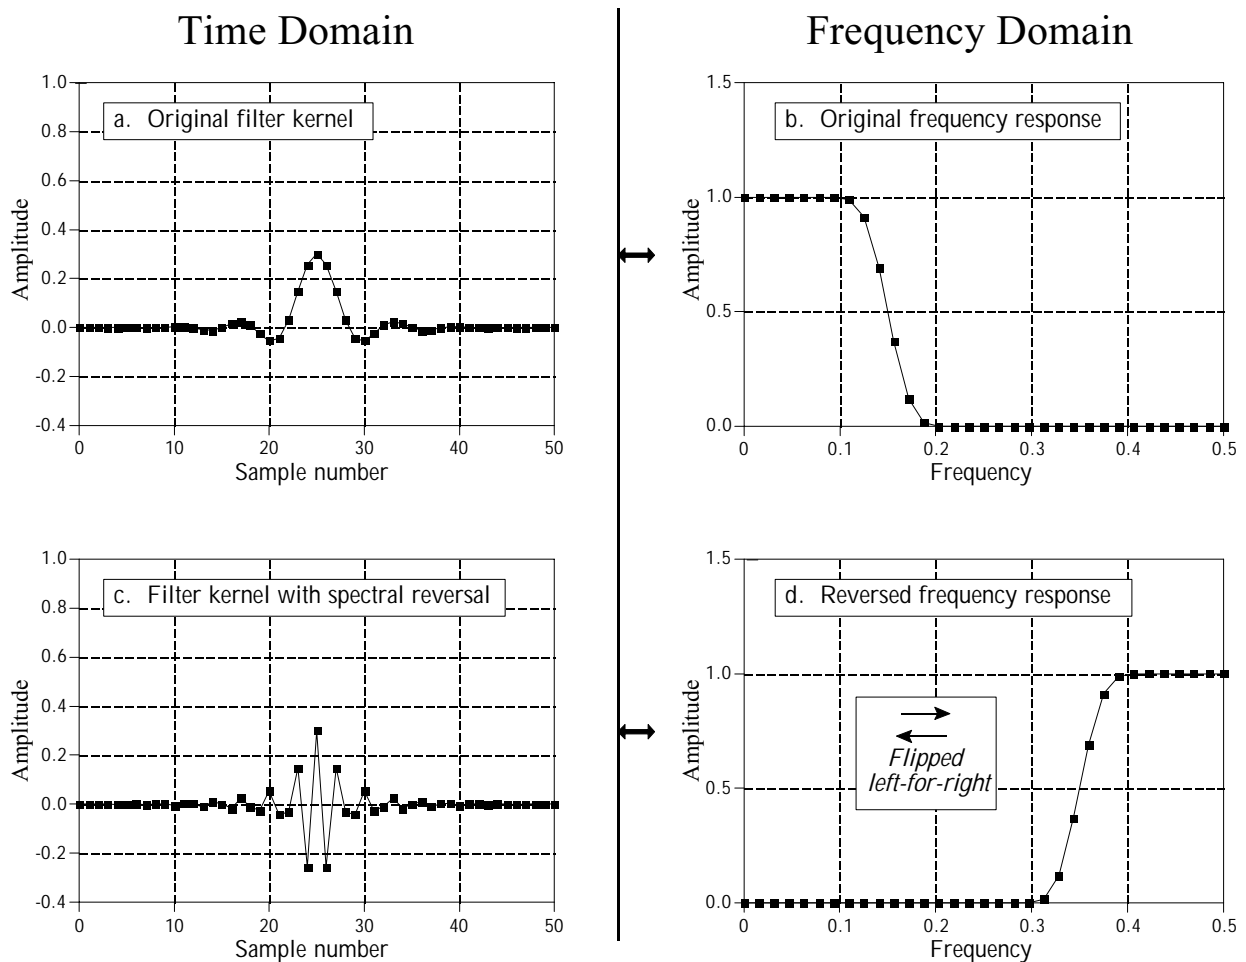 Time Domain
Frequency Domain
a. Original filter kernel
1.0
0.8
0.6
0.4
0.2
0.0
-0.2
-0.4
Amplitude
0 10 20 30 40 50
Sample number
b. Original frequency response
1.5
1.0
0.5
0.0
Amplitude
0 0.1 0.2 0.3 0.4 0.5
Frequency
c. Filter kernel with spectral reversal
1.0
0.8
0.6
0.4
0.2
0.0
-0.2
-0.4
Amplitude
0 10 20 30 40 50
Sample number
d. Reversed frequency response
1.5
1.0
0.5
0.0
Amplitude
Flipped
left-for-right
0 0.1 0.2 0.3 0.4 0.5
Frequency